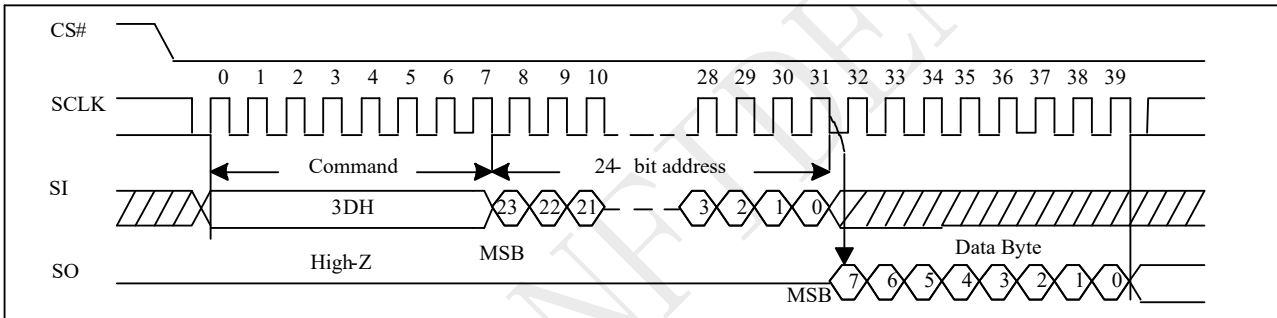 CS#
0 1 2 3 4 5 6 7 8 9 10 28 29 30 31 32 33 34 35 36 37 38 39
SCLK
Command 24- bit address
SI
3DH 23 22 21 3 2 1 0
MSB Data Byte
High-Z
SO
MSB 7 6 5 4 3 2 1 0